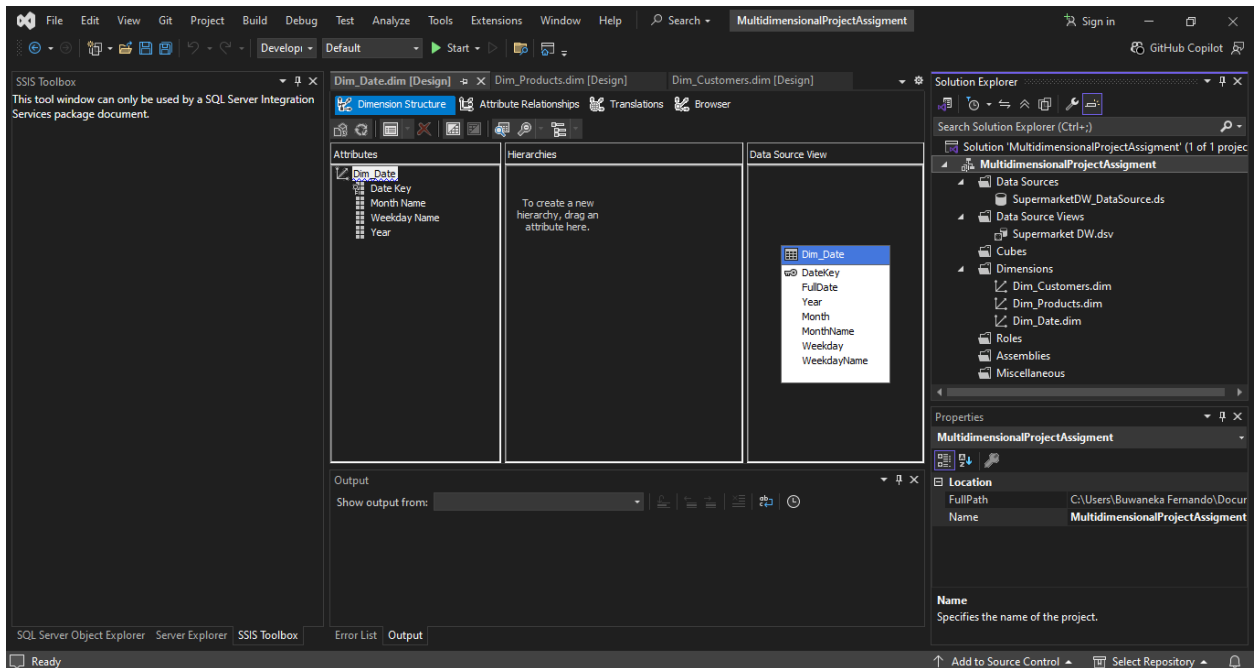 File Edit View Git Project Build Debug Test Analyze Tools Extensions Window Help Search MultidimensionalProjectAssigment Sign in
Developi Default Start GitHub Copilot
SSIS Toolbox
This tool window can only be used by a SQL Server Integration
Services package document.
Dim_Date.dim [Design] Dim_Products.dim [Design] Dim_Customers.dim [Design]
Dimension Structure Attribute Relationships Translations Browser
Attributes
Dim_Date
Date Key
Month Name
Weekday Name
Year
Hierarchies
To create a new
hierarchy, drag an
attribute here.
Data Source View
Dim_Date
DateKey
FullDate
Year
Month
MonthName
Weekday
WeekdayName
Output
Show output from:
Error List Output
SQL Server Object Explorer Server Explorer SSIS Toolbox
Solution Explorer
Search Solution Explorer (Ctrl+;)
Solution 'MultidimensionalProjectAssigment' (1 of 1 projec
MultidimensionalProjectAssigment
Data Sources
SupermarketDW_DataSource.ds
Data Source Views
Supermarket DW.dsv
Cubes
Dimensions
Dim_Customers.dim
Dim_Products.dim
Dim_Date.dim
Roles
Assemblies
Miscellaneous
Properties
MultidimensionalProjectAssigment
Location
FullPath C:\Users\Buwaneka Fernando\Docur
Name MultidimensionalProjectAssigment
Name
Specifies the name of the project.
Ready Add to Source Control Select Repository